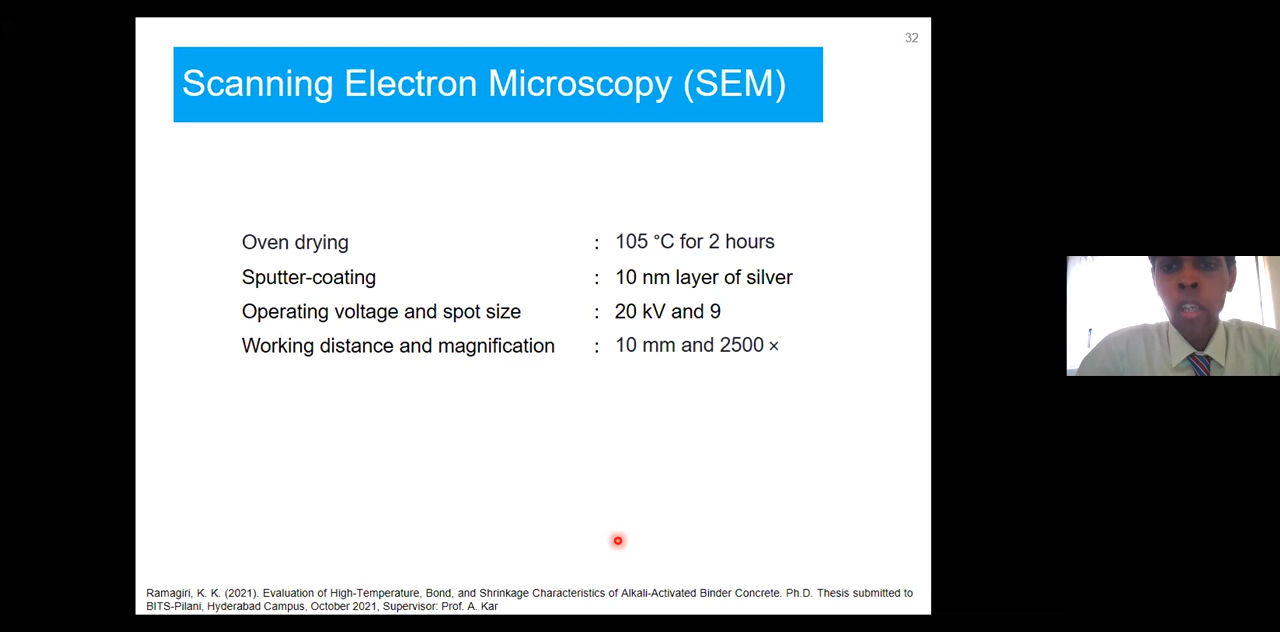 32
Scanning Electron Microscopy (SEM)
Oven drying : 105 °C for 2 hours
Sputter-coating : 10 nm layer of silver
Operating voltage and spot size : 20 kV and 9
Working distance and magnification : 10 mm and 2500 ×
Ramagiri, K. K. (2021). Evaluation of High-Temperature, Bond, and Shrinkage Characteristics of Alkali-Activated Binder Concrete. Ph.D. Thesis submitted to
BITS-Pilani, Hyderabad Campus, October 2021, Supervisor: Prof. A. Kar